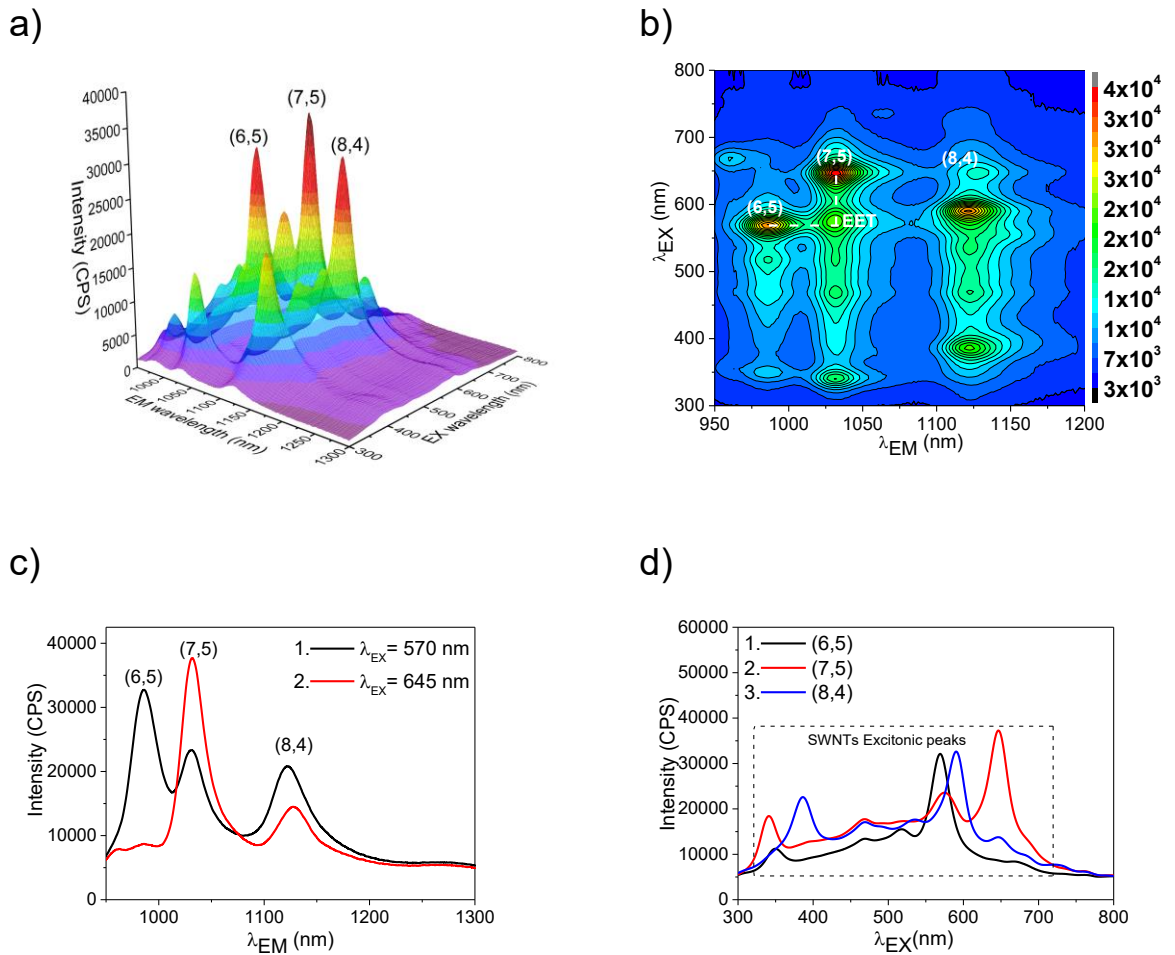 a)
40000
35000
30000
25000
20000
15000
10000
5000
0
Intensity (CPS)
(6,5)
(7,5)
(8,4)
1000
1050
1100
1150
1200
1250
1300
EM wavelength (nm)
300
400
500
600
700
800
EX wavelength (nm)
b)
800
700
600
500
400
300
λEX (nm)
(7,5)
(8,4)
(6,5)
EET
950 1000 1050 1100 1150 1200
λEM (nm)
4x10⁴
3x10⁴
3x10⁴
3x10⁴
3x10⁴
2x10⁴
2x10⁴
2x10⁴
1x10⁴
1x10⁴
7x10³
3x10³
c)
40000
30000
20000
10000
0
Intensity (CPS)
(6,5)
(7,5)
(8,4)
1. λEX= 570 nm
2. λEX= 645 nm
1000 1100 1200 1300
λEM (nm)
d)
60000
50000
40000
30000
20000
10000
0
Intensity (CPS)
1. (6,5)
2. (7,5)
3. (8,4)
SWNTs Excitonic peaks
300 400 500 600 700 800
λEX(nm)